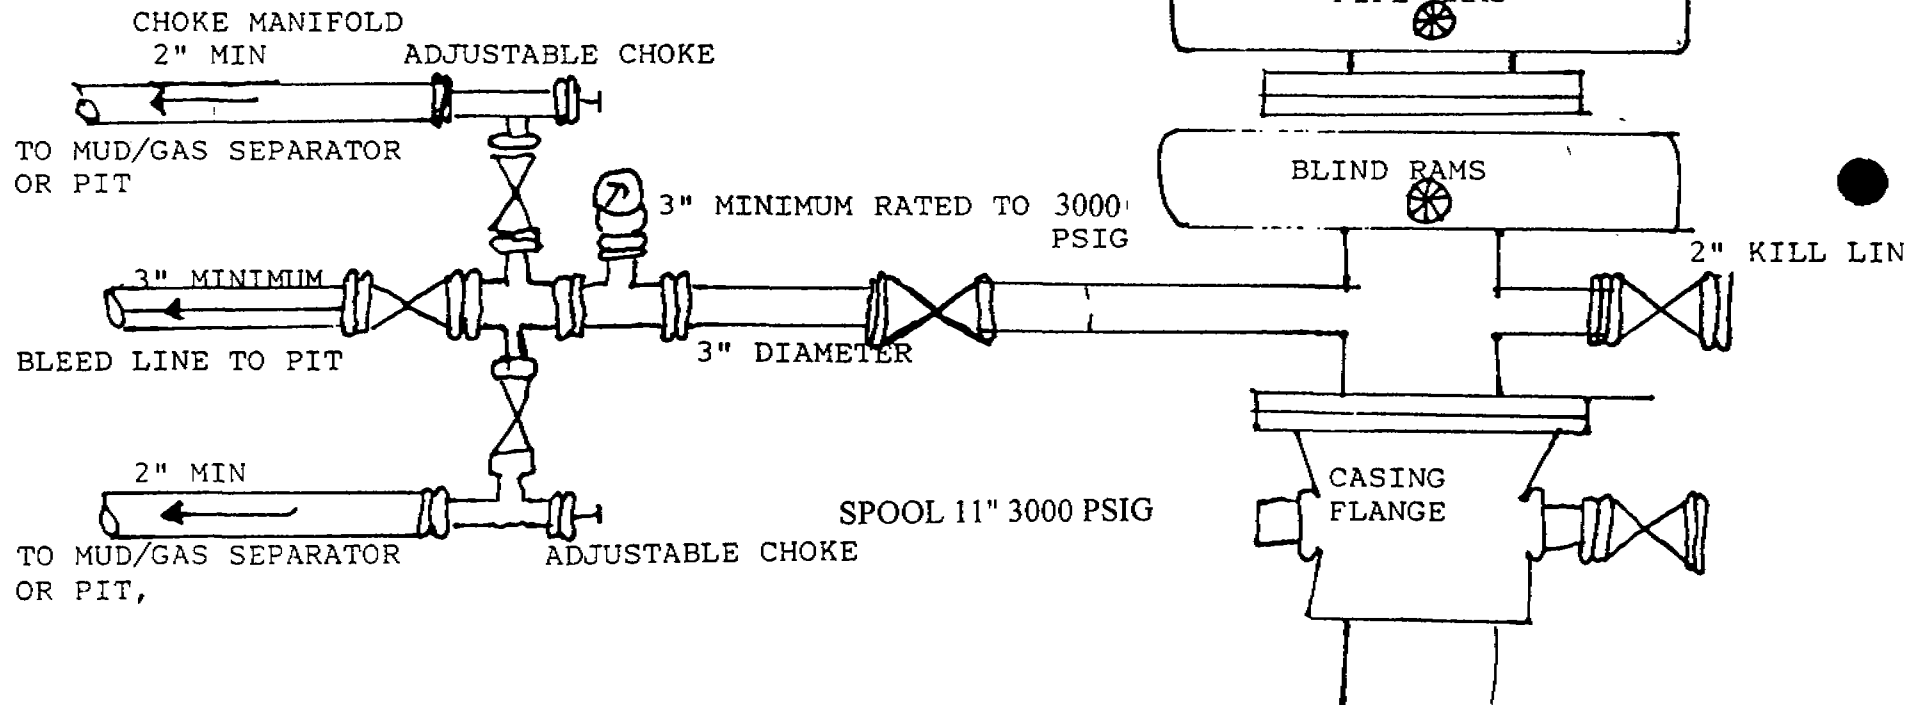 CHOKE MANIFOLD
2" MIN
ADJUSTABLE CHOKE
TO MUD/GAS SEPARATOR
OR PIT
3" MINIMUM RATED TO 3000
PSIG
BLIND RAMS
2" KILL LIN
3" MINIMUM
BLEED LINE TO PIT
3" DIAMETER
2" MIN
CASING
FLANGE
SPOOL 11" 3000 PSIG
TO MUD/GAS SEPARATOR
OR PIT,
ADJUSTABLE CHOKE